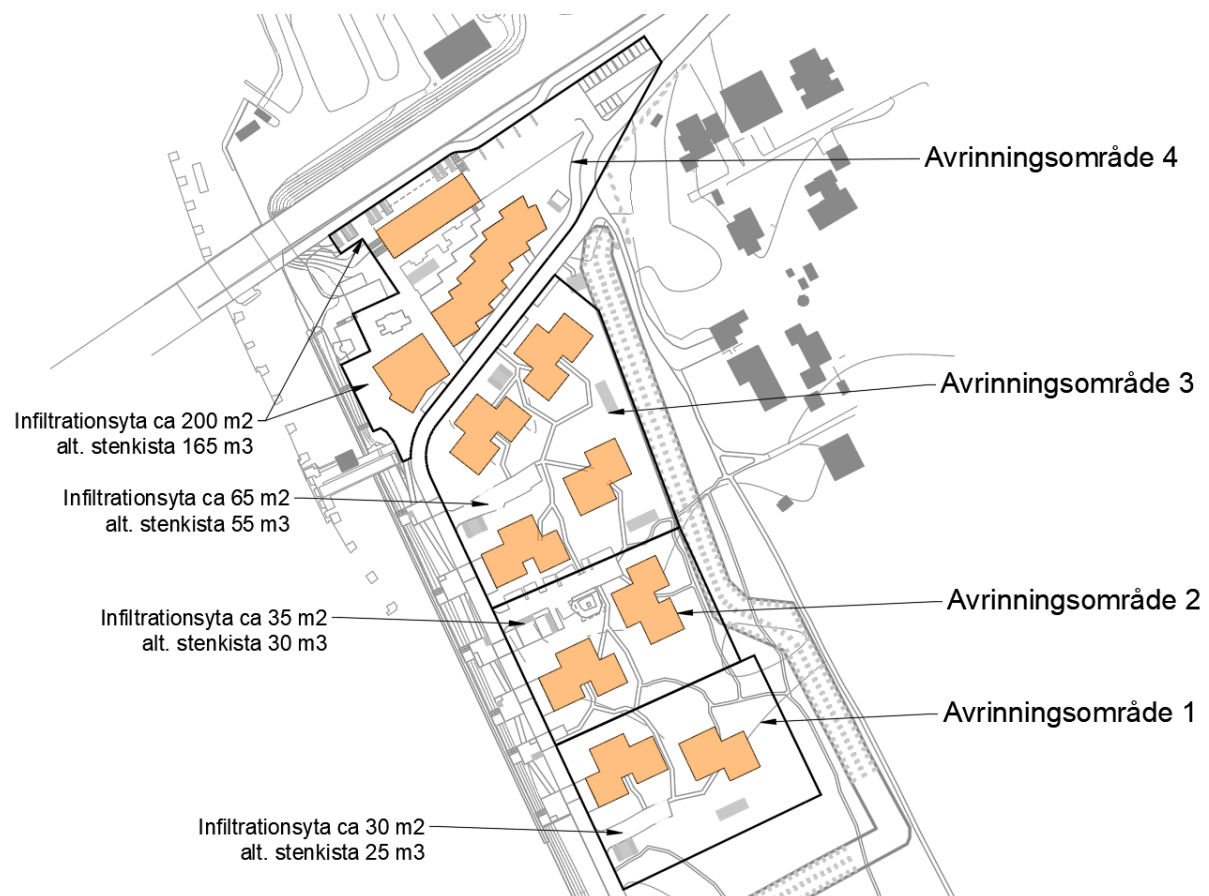 Avrinningsområde 4
Avrinningsområde 3
Infiltrationsyta ca 200 m2
alt. stenkista 165 m3
Infiltrationsyta ca 65 m2
alt. stenkista 55 m3
Avrinningsområde 2
Infiltrationsyta ca 35 m2
alt. stenkista 30 m3
Avrinningsområde 1
Infiltrationsyta ca 30 m2
alt. stenkista 25 m3